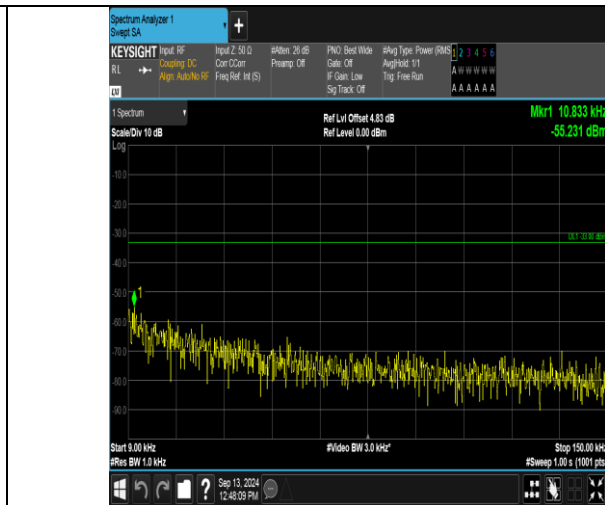 Spectrum Analyzer 1
Swept SA
+
KEYSIGHT
RL
Input: RF
Coupling: DC
Align: Auto/No RF
Input Z: 50 Ω
Corr CCorr
Freq Ref: Int (S)
#Atten: 26 dB
Preamp: Off
PNO: Best Wide
Gate: Off
IF Gain: Low
Sig Track: Off
#Avg Type: Power (RMS
Avg|Hold: 1/1
Trig: Free Run
1 2 3 4 5 6
A W W W W W
A A A A A A
1 Spectrum
Scale/Div 10 dB
Log
Ref Lvl Offset 4.83 dB
Ref Level 0.00 dBm
Mkr1 10.833 kHz
-55.231 dBm
-10.0
-20.0
-30.0
-40.0
-50.0
-60.0
-70.0
-80.0
-90.0
1
Start 9.00 kHz
#Res BW 1.0 kHz
#Video BW 3.0 kHz*
Stop 150.00 kHz
#Sweep 1.00 s (1001 pts
?
Sep 13, 2024
12:48:09 PM